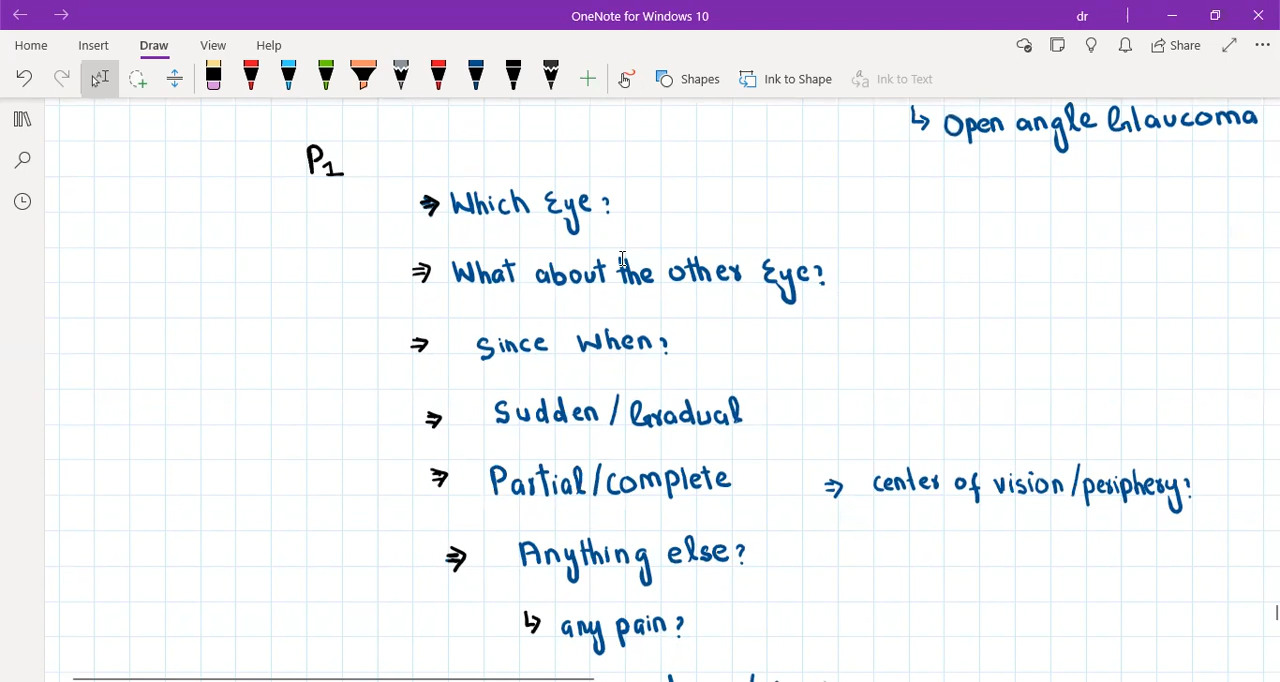 OneNote for Windows 10
dr
Home Insert Draw View Help
Share
Shapes Ink to Shape Ink to Text
↳ Open angle Glaucoma
P1
⇒ Which Eye?
⇒ What about the other Eye?
⇒ Since When?
⇒ Sudden / Gradual
⇒ Partial/complete ⇒ center of vision/periphery?
⇒ Anything else?
↳ any pain?